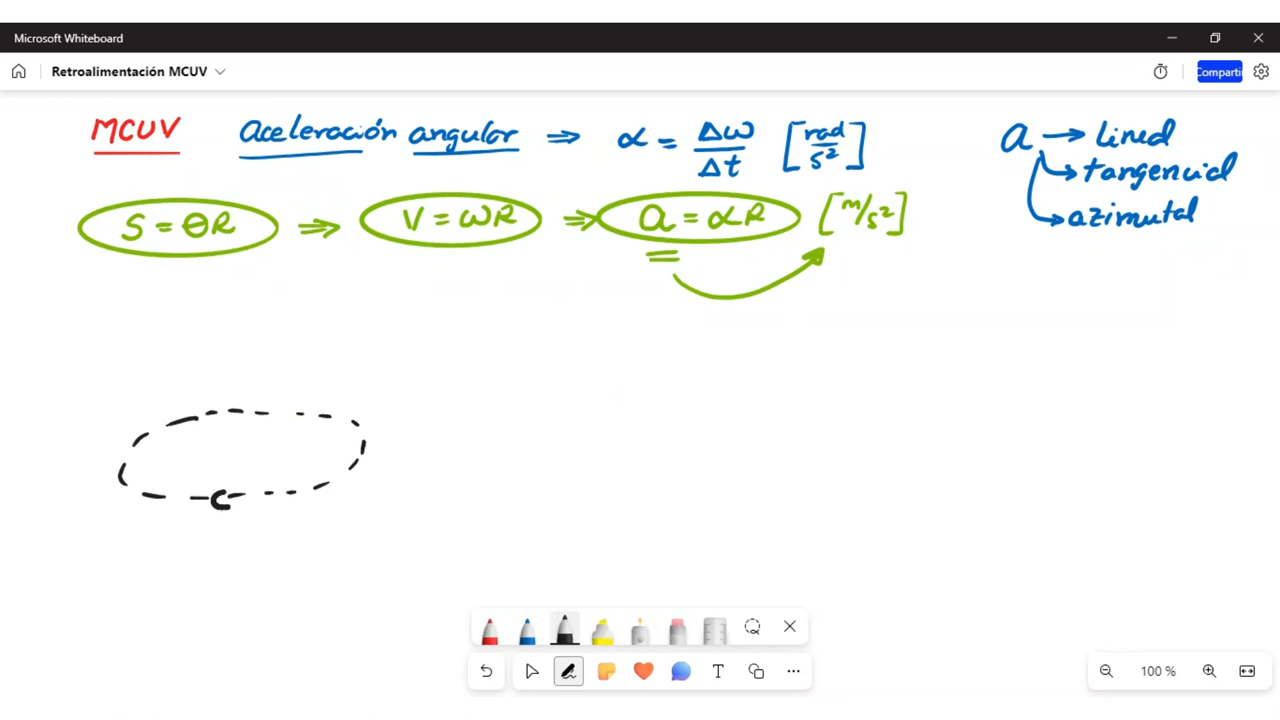 Microsoft Whiteboard
Retroalimentación MCUV
Comparti
MCUV aceleración angular ⇒ α = Δω/Δt [rad/s²]
a → lineal
→ tangencial
→ azimutal
S = θR ⇒ V = ωR ⇒ a = αR [m/s²]
100 %